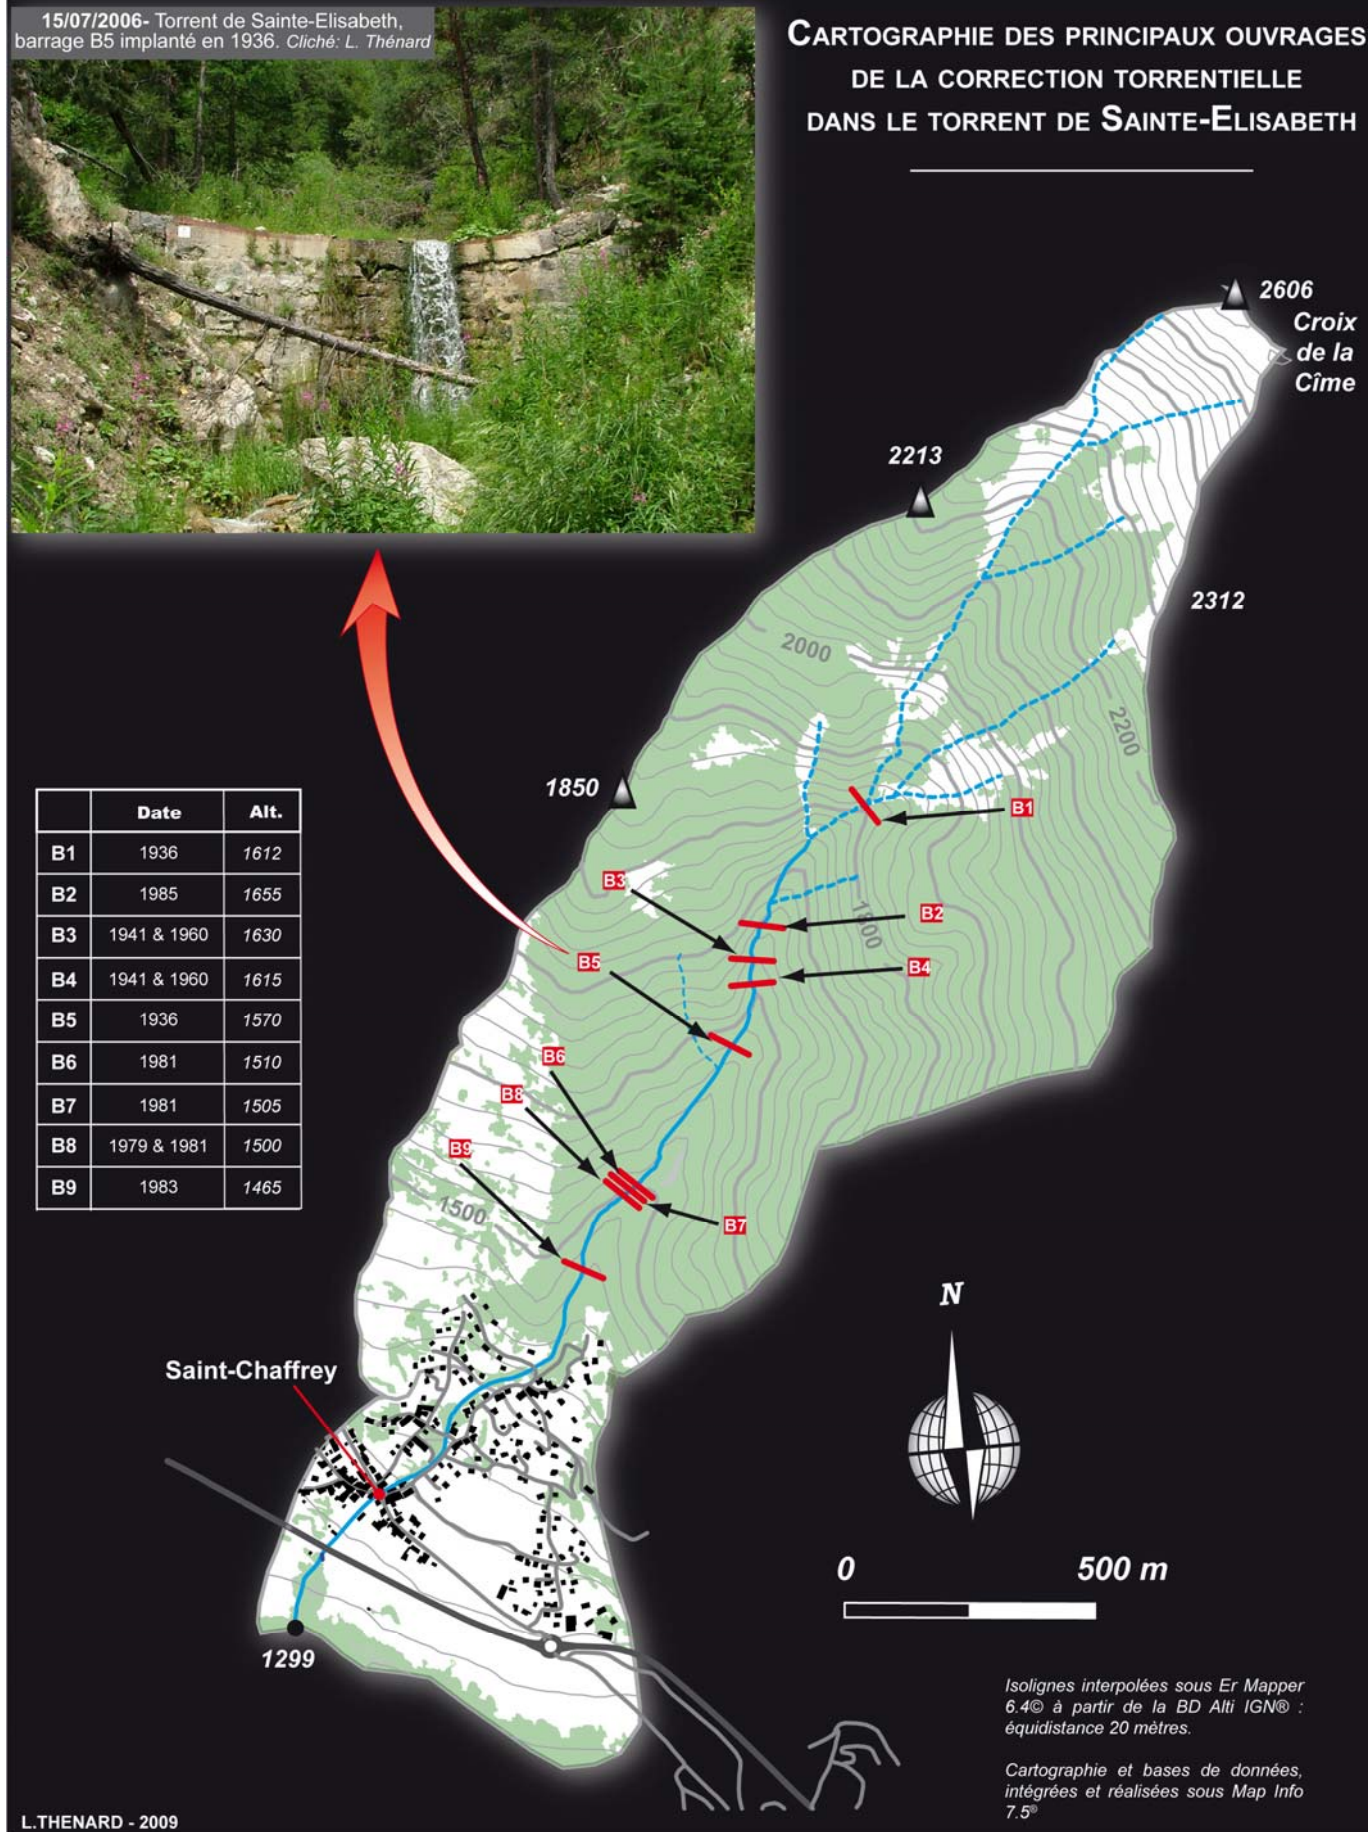 15/07/2006- Torrent de Sainte-Elisabeth,
barrage B5 implanté en 1936. Cliché: L. Thénard
CARTOGRAPHIE DES PRINCIPAUX OUVRAGES
DE LA CORRECTION TORRENTIELLE
DANS LE TORRENT DE SAINTE-ELISABETH
2606
Croix
de la
Cîme
2213
2312
2000
2200
1850
B1
B3
B2
1800
B5
B4
B6
B8
B9
1500
B7
Date Alt.
B1 1936 1612
B2 1985 1655
B3 1941 & 1960 1630
B4 1941 & 1960 1615
B5 1936 1570
B6 1981 1510
B7 1981 1505
B8 1979 & 1981 1500
B9 1983 1465
N
Saint-Chaffrey
0 500 m
1299
Isolignes interpolées sous Er Mapper
6.4© à partir de la BD Alti IGN® :
équidistance 20 mètres.
Cartographie et bases de données,
intégrées et réalisées sous Map Info
7.5®
L.THENARD - 2009